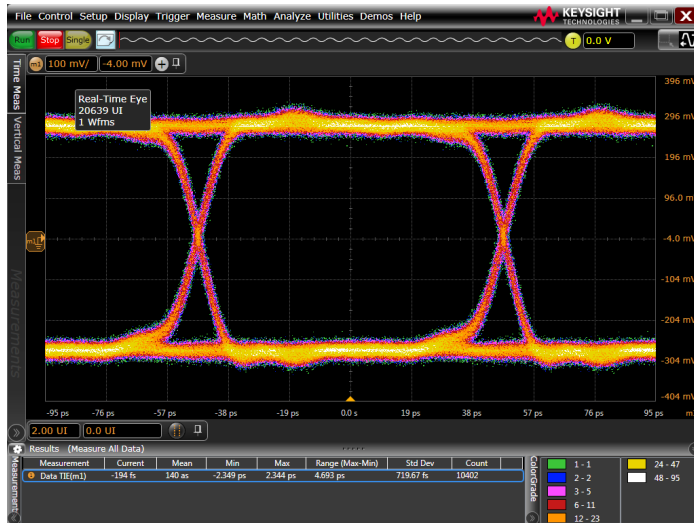 File Control Setup Display Trigger Measure Math Analyze Utilities Demos Help
KEYSIGHT
TECHNOLOGIES
Run Stop Single
T 0.0 V
m1 100 mV/ -4.00 mV
Time Meas
Vertical Meas
Measurements
Real-Time Eye
20639 UI
1 Wfms
396 mV
296 mV
196 mV
96.0 m
-4.0 mV
-104 mV
-204 mV
-304 mV
-404 mV
m1
-95 ps -76 ps -57 ps -38 ps -19 ps 0.0 s 19 ps 38 ps 57 ps 76 ps 95 ps m
2.00 UI 0.0 UI
Results (Measure All Data)
Measurements
Measurement Current Mean Min Max Range (Max-Min) Std Dev Count
Data TIE(m1) -194 fs 140 as -2.349 ps 2.344 ps 4.693 ps 719.67 fs 10402
ColorGrade
1 - 1
2 - 2
3 - 5
6 - 11
12 - 23
24 - 47
48 - 95